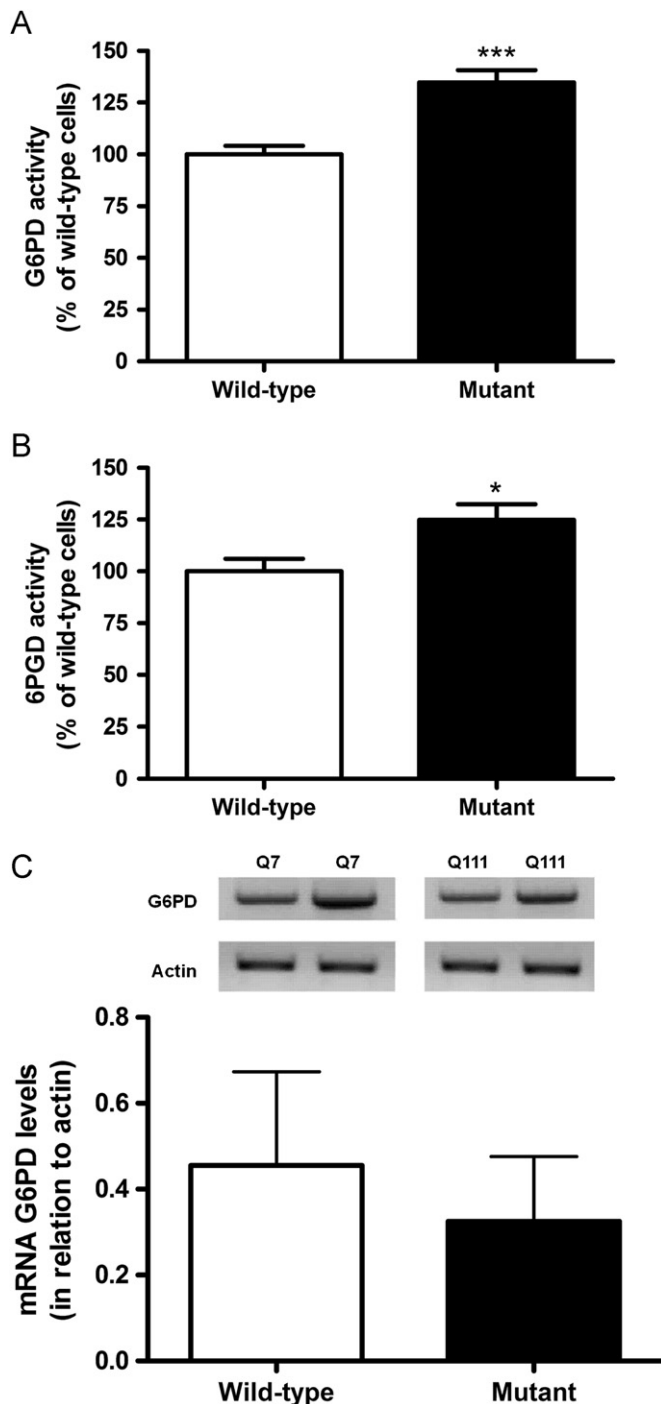 A
G6PD activity
(% of wild-type cells)
150
125
100
75
50
25
0
***
Wild-type Mutant
B
6PGD activity
(% of wild-type cells)
150
125
100
75
50
25
0
*
Wild-type Mutant
C
Q7 Q7 Q111 Q111
G6PD
Actin
mRNA G6PD levels
(in relation to actin)
0.8
0.6
0.4
0.2
0.0
Wild-type Mutant